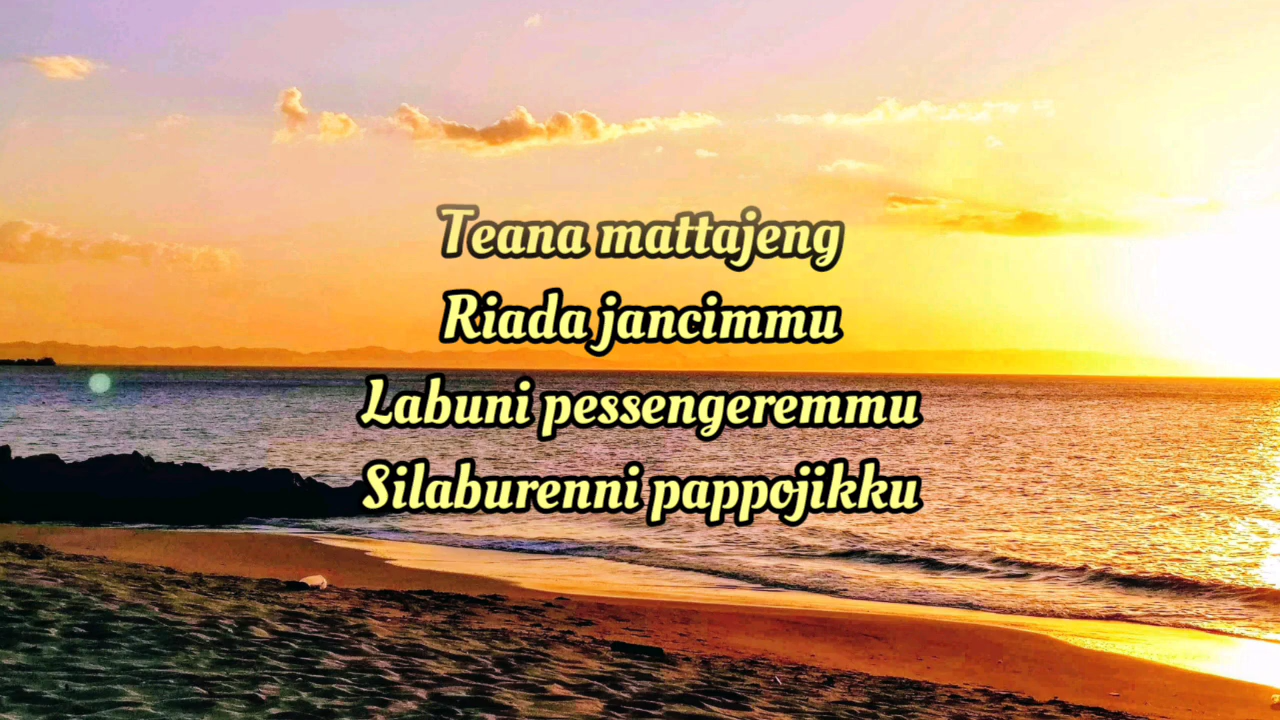 Teana mattajeng
Riada jancimmu
Labuni pessengeremmu
Silaburenni pappojikku